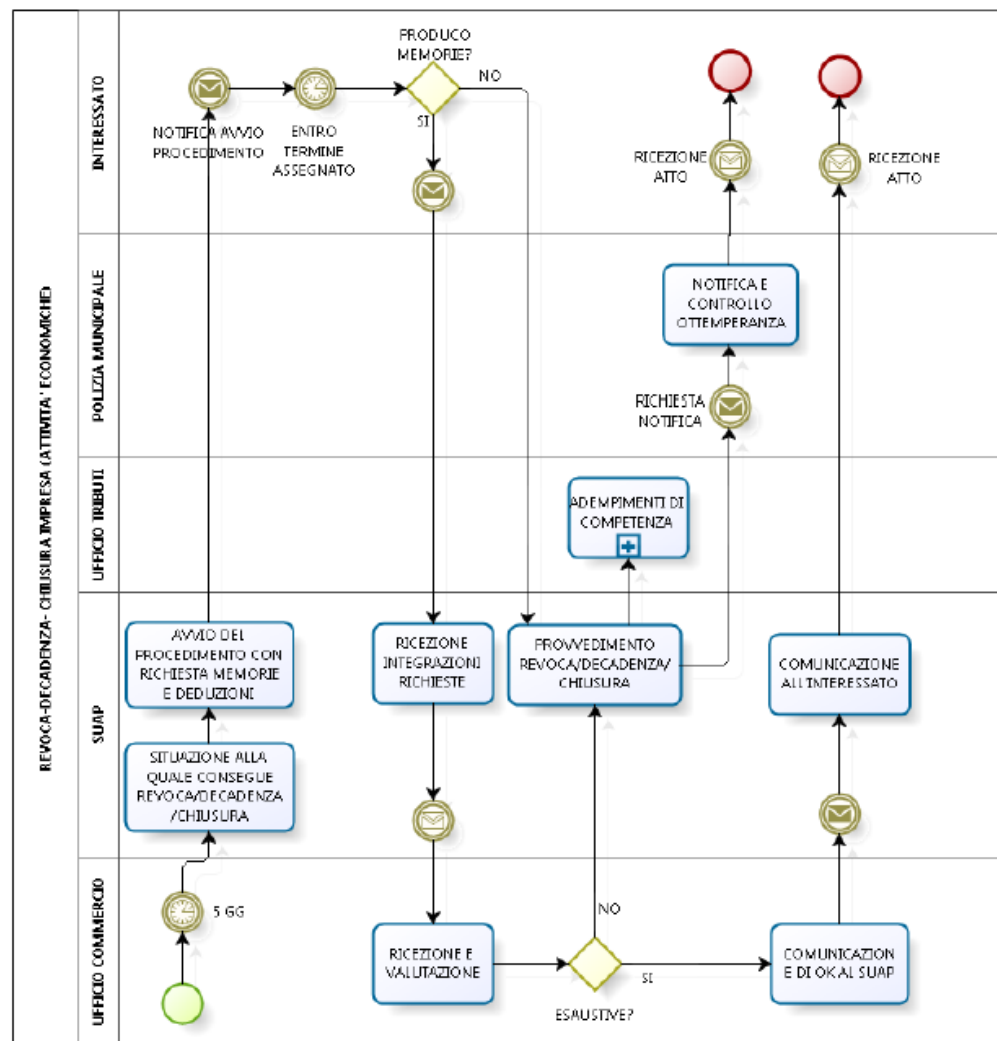 REVOCA-DECADENZA- CHIUSURA IMPRESA (ATTIVITA' ECONOMICHE)
INTERESSATO
PRODUCO
MEMORIE?
NO
SI
NOTIFICA AVVIO
PROCEDIMENTO
ENTRO
TERMINE
ASSEGNATO
RICEZIONE
ATTO
RICEZIONE
ATTO
POLIZIA MUNICIPALE
NOTIFICA E
CONTROLLO
OTTEMPERANZA
RICHIESTA
NOTIFICA
UFFICIO TRIBUTI
ADEMPIMENTI DI
COMPETENZA
SUAP
AVVIO DEL
PROCEDIMENTO CON
RICHIESTA MEMORIE
E DEDUZIONI
RICEZIONE
INTEGRAZIONI
RICHIESTE
PROVVEDIMENTO
REVOCA/DECADENZA/
CHIUSURA
COMUNICAZIONE
ALL'INTERESSATO
SITUAZIONE ALLA
QUALE CONSEGUE
REVOCA/DECADENZA
/CHIUSURA
UFFICIO COMMERCIO
5 GG
RICEZIONE E
VALUTAZIONE
NO
SI
ESAUSTIVE?
COMUNICAZION
E DI OK AL SUAP